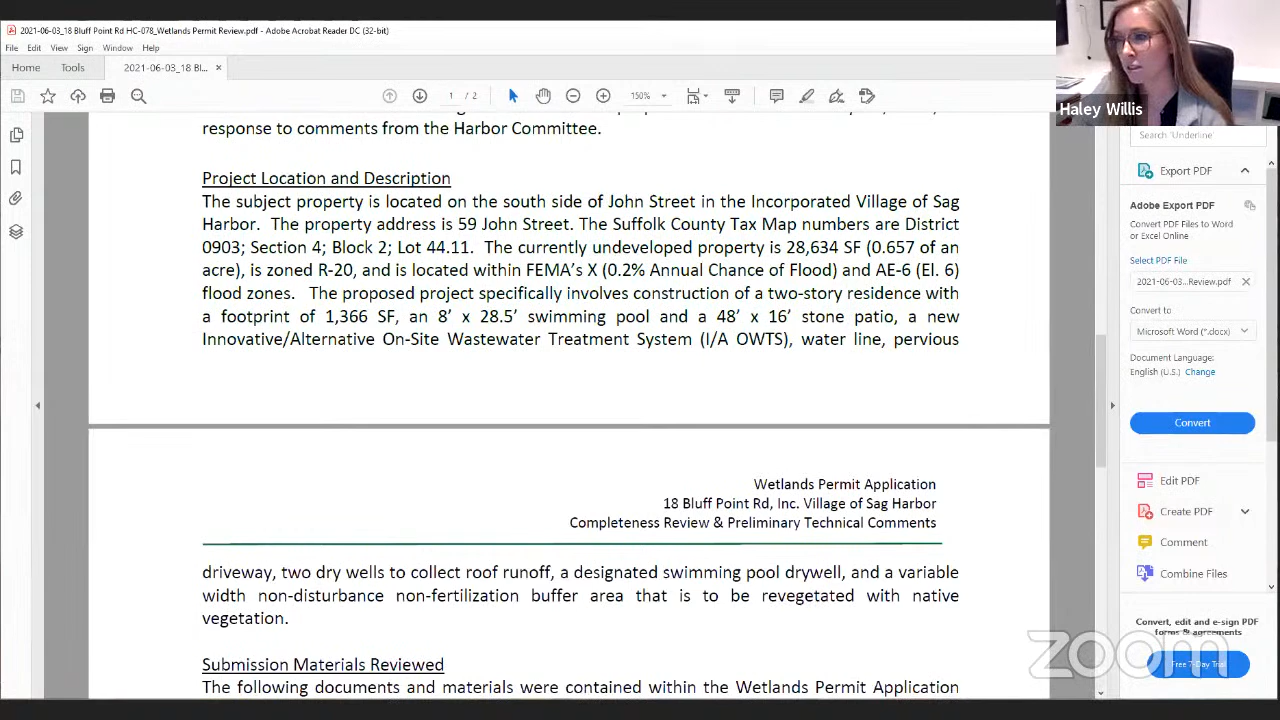 2021-06-03_18 Bluff Point Rd HC-078_Wetlands Permit Review.pdf - Adobe Acrobat Reader DC (32-bit)
File Edit View Sign Window Help
Home Tools 2021-06-03_18 Bl... ×
1 / 2 150%
response to comments from the Harbor Committee.
Project Location and Description
The subject property is located on the south side of John Street in the Incorporated Village of Sag
Harbor. The property address is 59 John Street. The Suffolk County Tax Map numbers are District
0903; Section 4; Block 2; Lot 44.11. The currently undeveloped property is 28,634 SF (0.657 of an
acre), is zoned R-20, and is located within FEMA's X (0.2% Annual Chance of Flood) and AE-6 (El. 6)
flood zones. The proposed project specifically involves construction of a two-story residence with
a footprint of 1,366 SF, an 8' x 28.5' swimming pool and a 48' x 16' stone patio, a new
Innovative/Alternative On-Site Wastewater Treatment System (I/A OWTS), water line, pervious
Wetlands Permit Application
18 Bluff Point Rd, Inc. Village of Sag Harbor
Completeness Review & Preliminary Technical Comments
driveway, two dry wells to collect roof runoff, a designated swimming pool drywell, and a variable
width non-disturbance non-fertilization buffer area that is to be revegetated with native
vegetation.
Submission Materials Reviewed
The following documents and materials were contained within the Wetlands Permit Application
Haley Willis
Search 'Underline'
Export PDF
Adobe Export PDF
Convert PDF Files to Word
or Excel Online
Select PDF File
2021-06-03...Review.pdf ×
Convert to
Microsoft Word (*.docx)
Document Language:
English (U.S.) Change
Convert
Edit PDF
Create PDF
Comment
Combine Files
Convert, edit and e-sign PDF
forms & agreements
Free 7-Day Trial
zoom